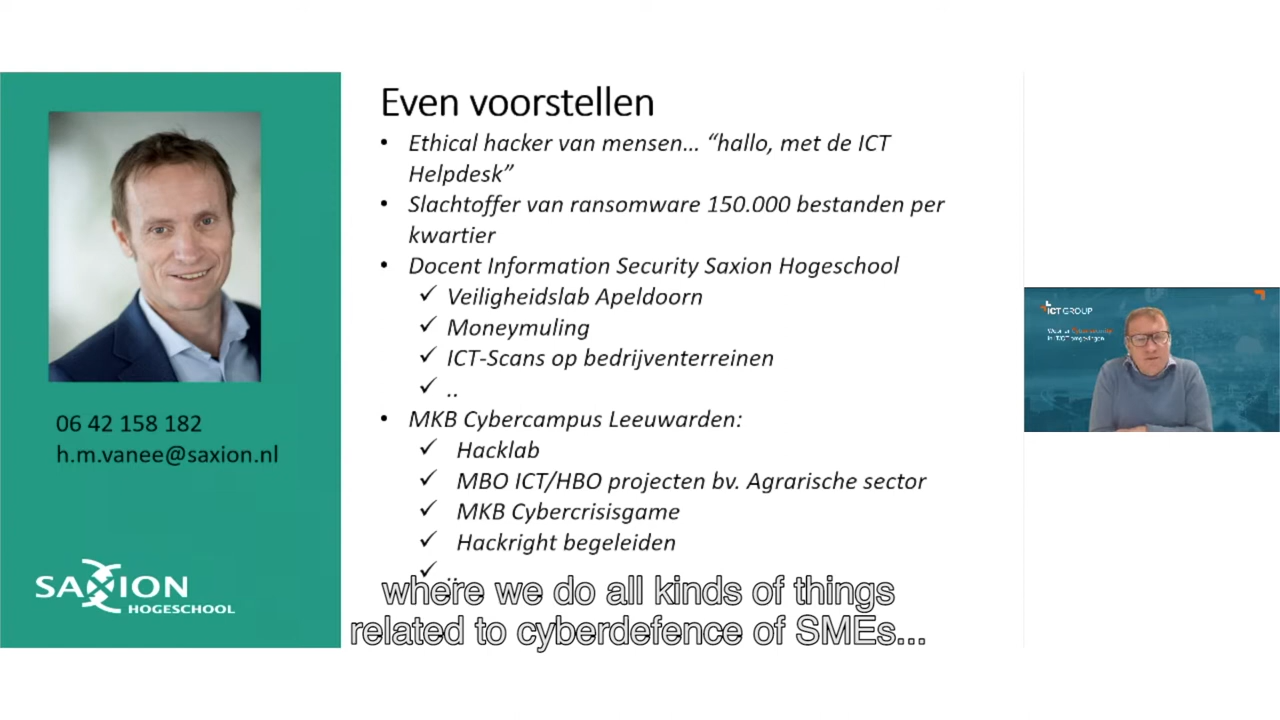 Even voorstellen
• Ethical hacker van mensen... “hallo, met de ICT
Helpdesk”
• Slachtoffer van ransomware 150.000 bestanden per
kwartier
• Docent Information Security Saxion Hogeschool
✓ Veiligheidslab Apeldoorn
✓ Moneymuling
✓ ICT-Scans op bedrijventerreinen
✓ ..
• MKB Cybercampus Leeuwarden:
✓ Hacklab
✓ MBO ICT/HBO projecten bv. Agrarische sector
✓ MKB Cybercrisisgame
✓ Hackright begeleiden
✓ ..
06 42 158 182
h.m.vanee@saxion.nl
SAXION
HOGESCHOOL
ICT GROUP
where we do all kinds of things
related to cyberdefence of SMEs...